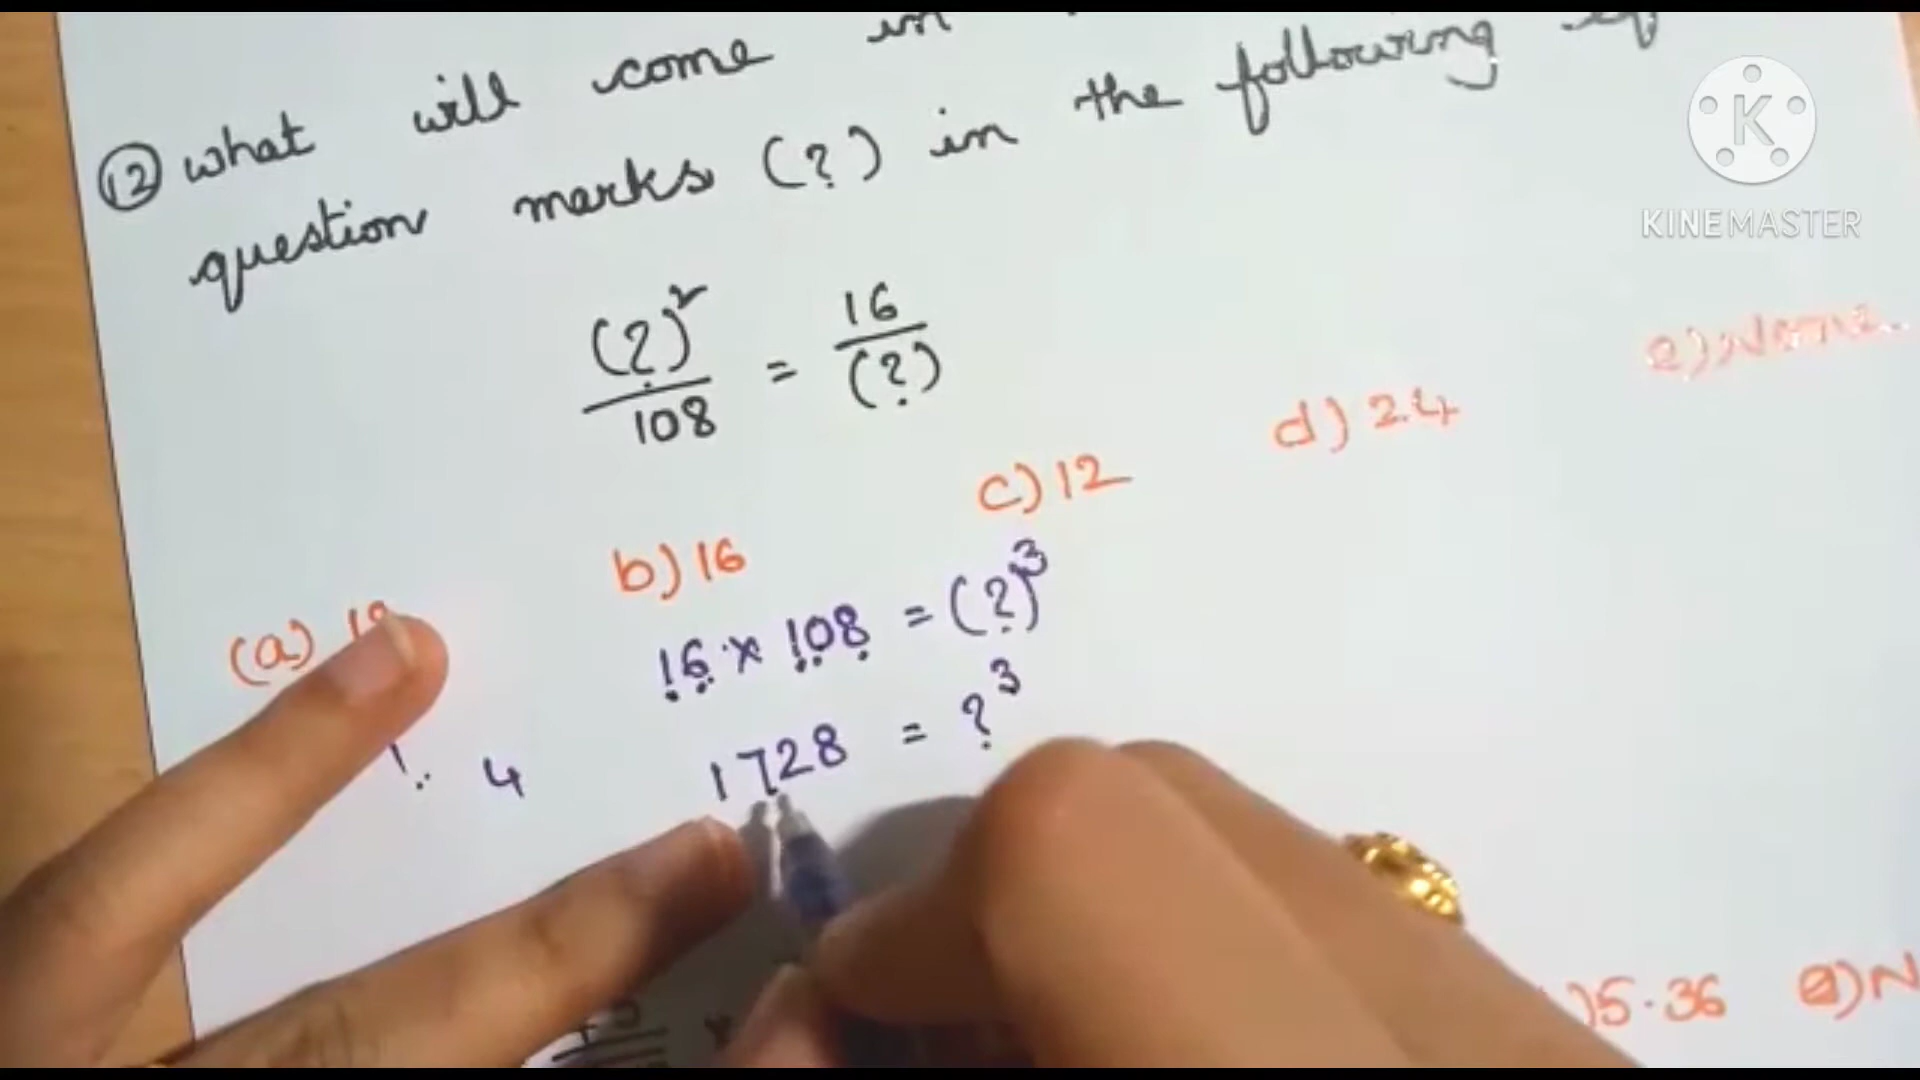 12 what will come in
question marks (?) in the following
(?)² / 108 = 16 / (?)
(a) b) 16 c) 12 d) 24 e) None
16 × 108 = (?)³
1728 = ?³
4
)5.36 e) N
KINEMASTER